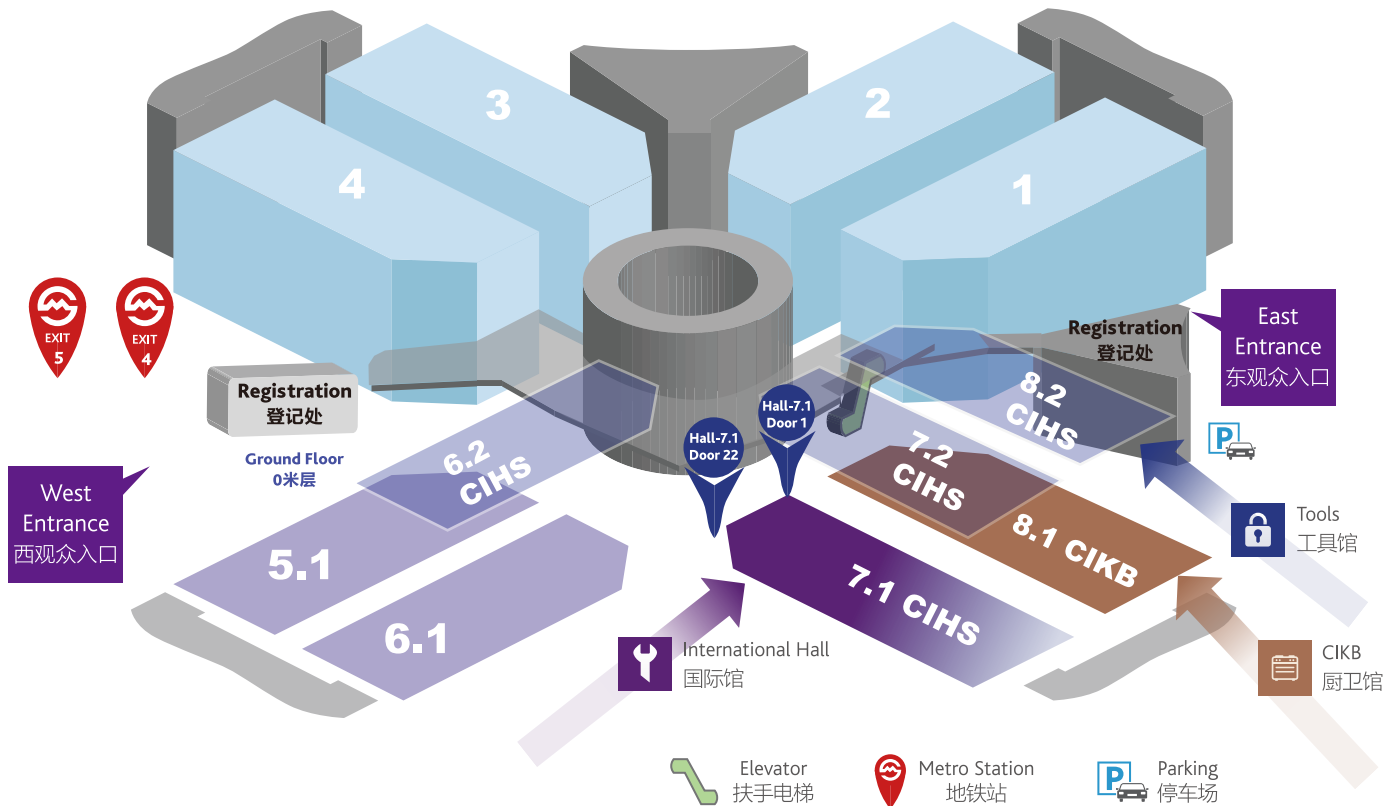 3
2
4
1
EXIT
5
EXIT
4
Registration
登记处
East
Entrance
东观众入口
Registration
登记处
Ground Floor
0米层
8.2
CIHS
Hall-7.1
Door 1
Hall-7.1
Door 22
6.2
CIHS
7.2
CIHS
P
West
Entrance
西观众入口
Tools
工具馆
5.1
8.1 CIKB
7.1 CIHS
6.1
International Hall
国际馆
CIKB
厨卫馆
Elevator
扶手电梯
Metro Station
地铁站
P
Parking
停车场